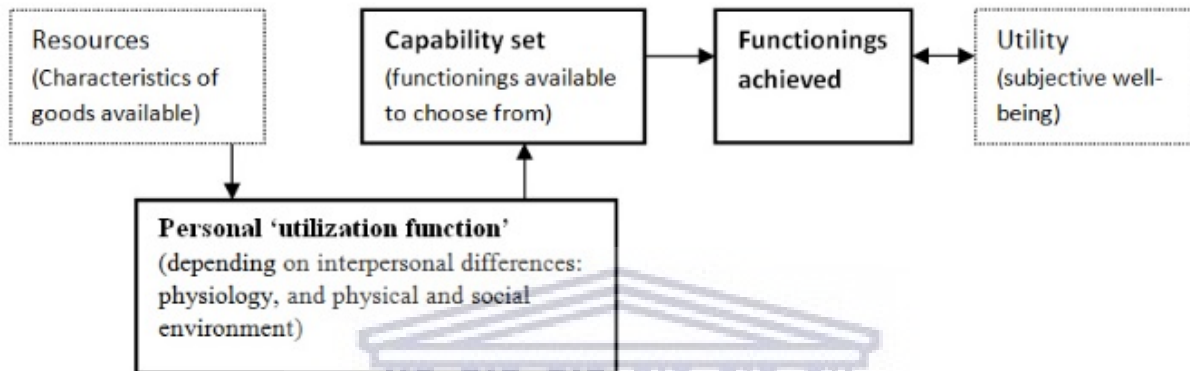 Resources
(Characteristics of
goods available)
Capability set
(functionings available
to choose from)
Functionings
achieved
Utility
(subjective well-
being)
Personal ‘utilization function’
(depending on interpersonal differences:
physiology, and physical and social
environment)